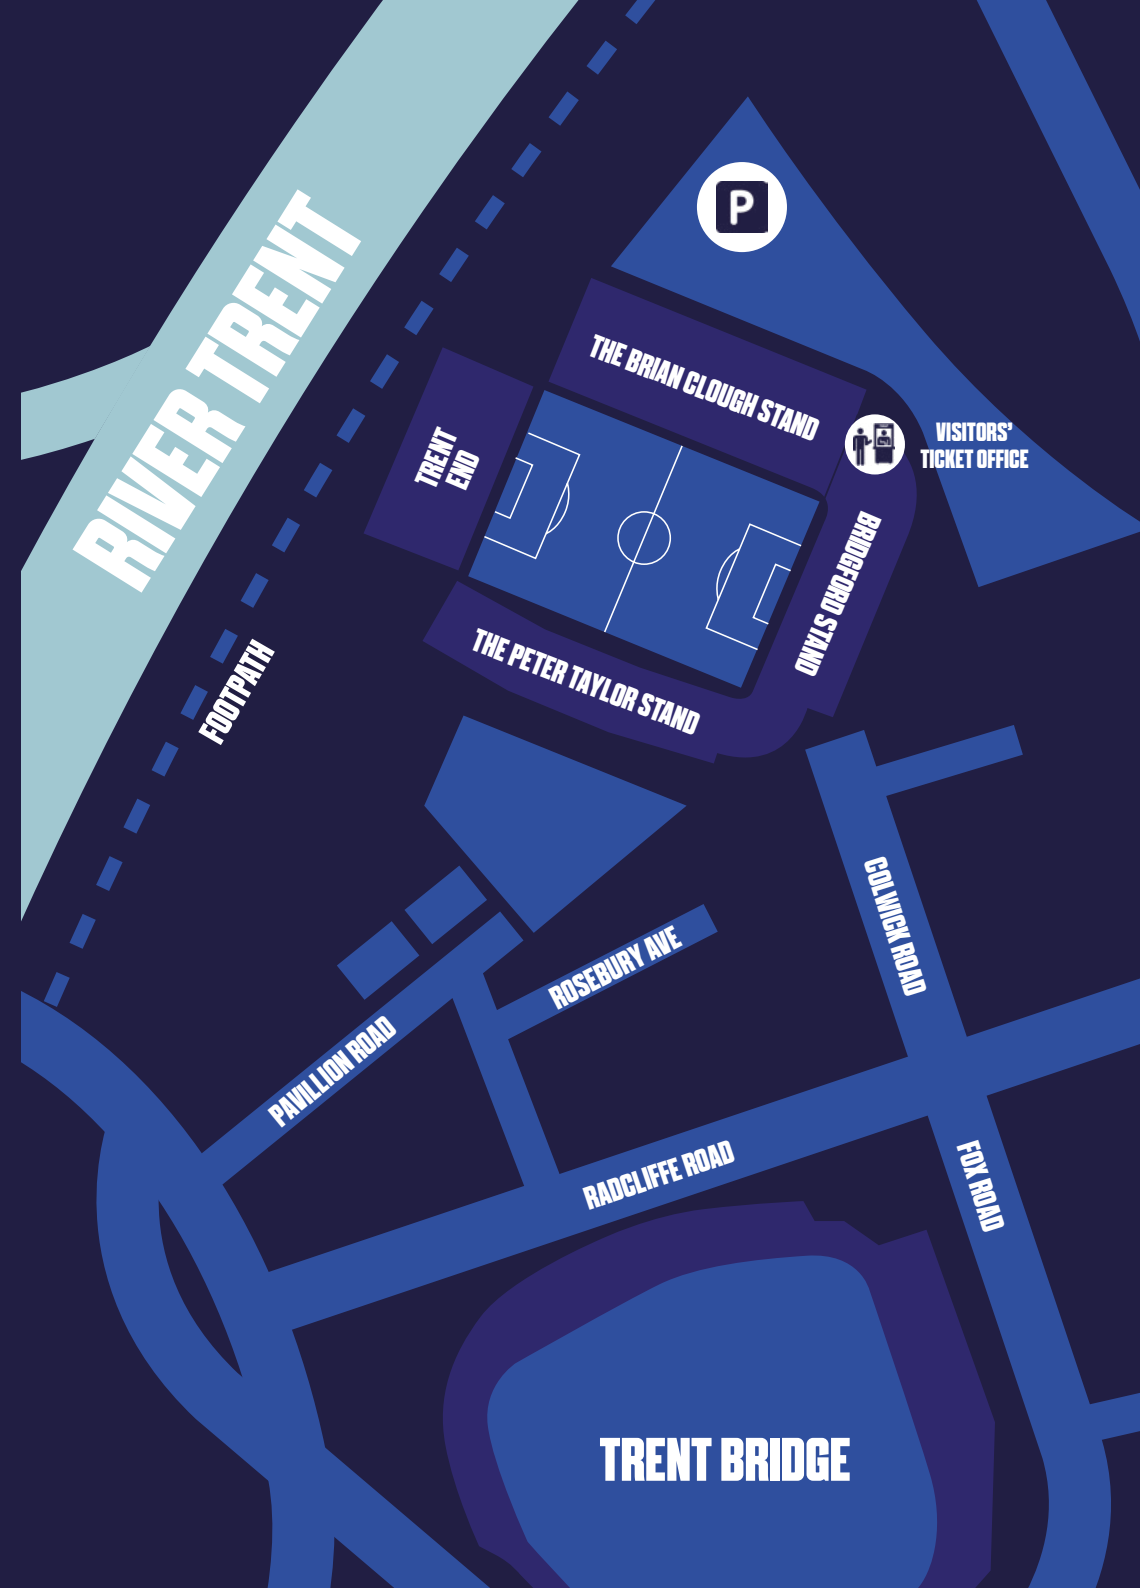 P
RIVER TRENT
THE BRIAN CLOUGH STAND
VISITORS'
TICKET OFFICE
TRENT
END
BRIDGFORD STAND
THE PETER TAYLOR STAND
FOOTPATH
COLWICK ROAD
ROSEBURY AVE
PAVILLION ROAD
RADCLIFFE ROAD
FOX ROAD
TRENT BRIDGE